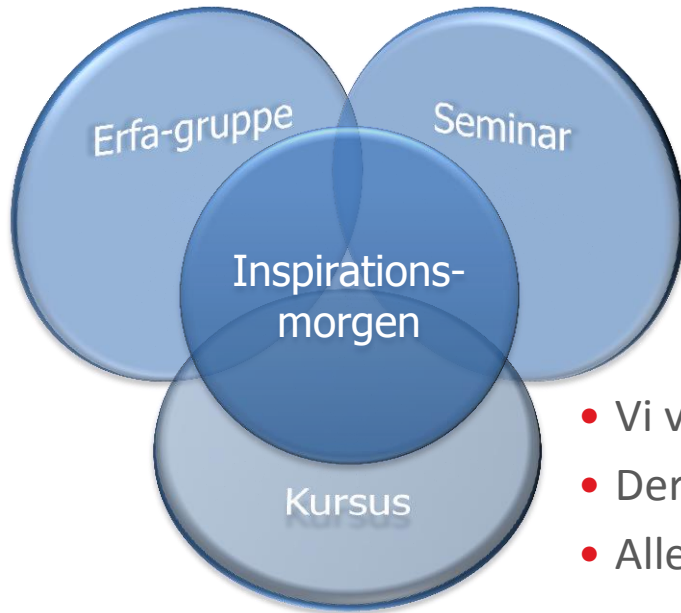 Erfa-gruppe
Seminar
Inspirations-
morgen
Kursus
• Vi v
• Der
• Alle